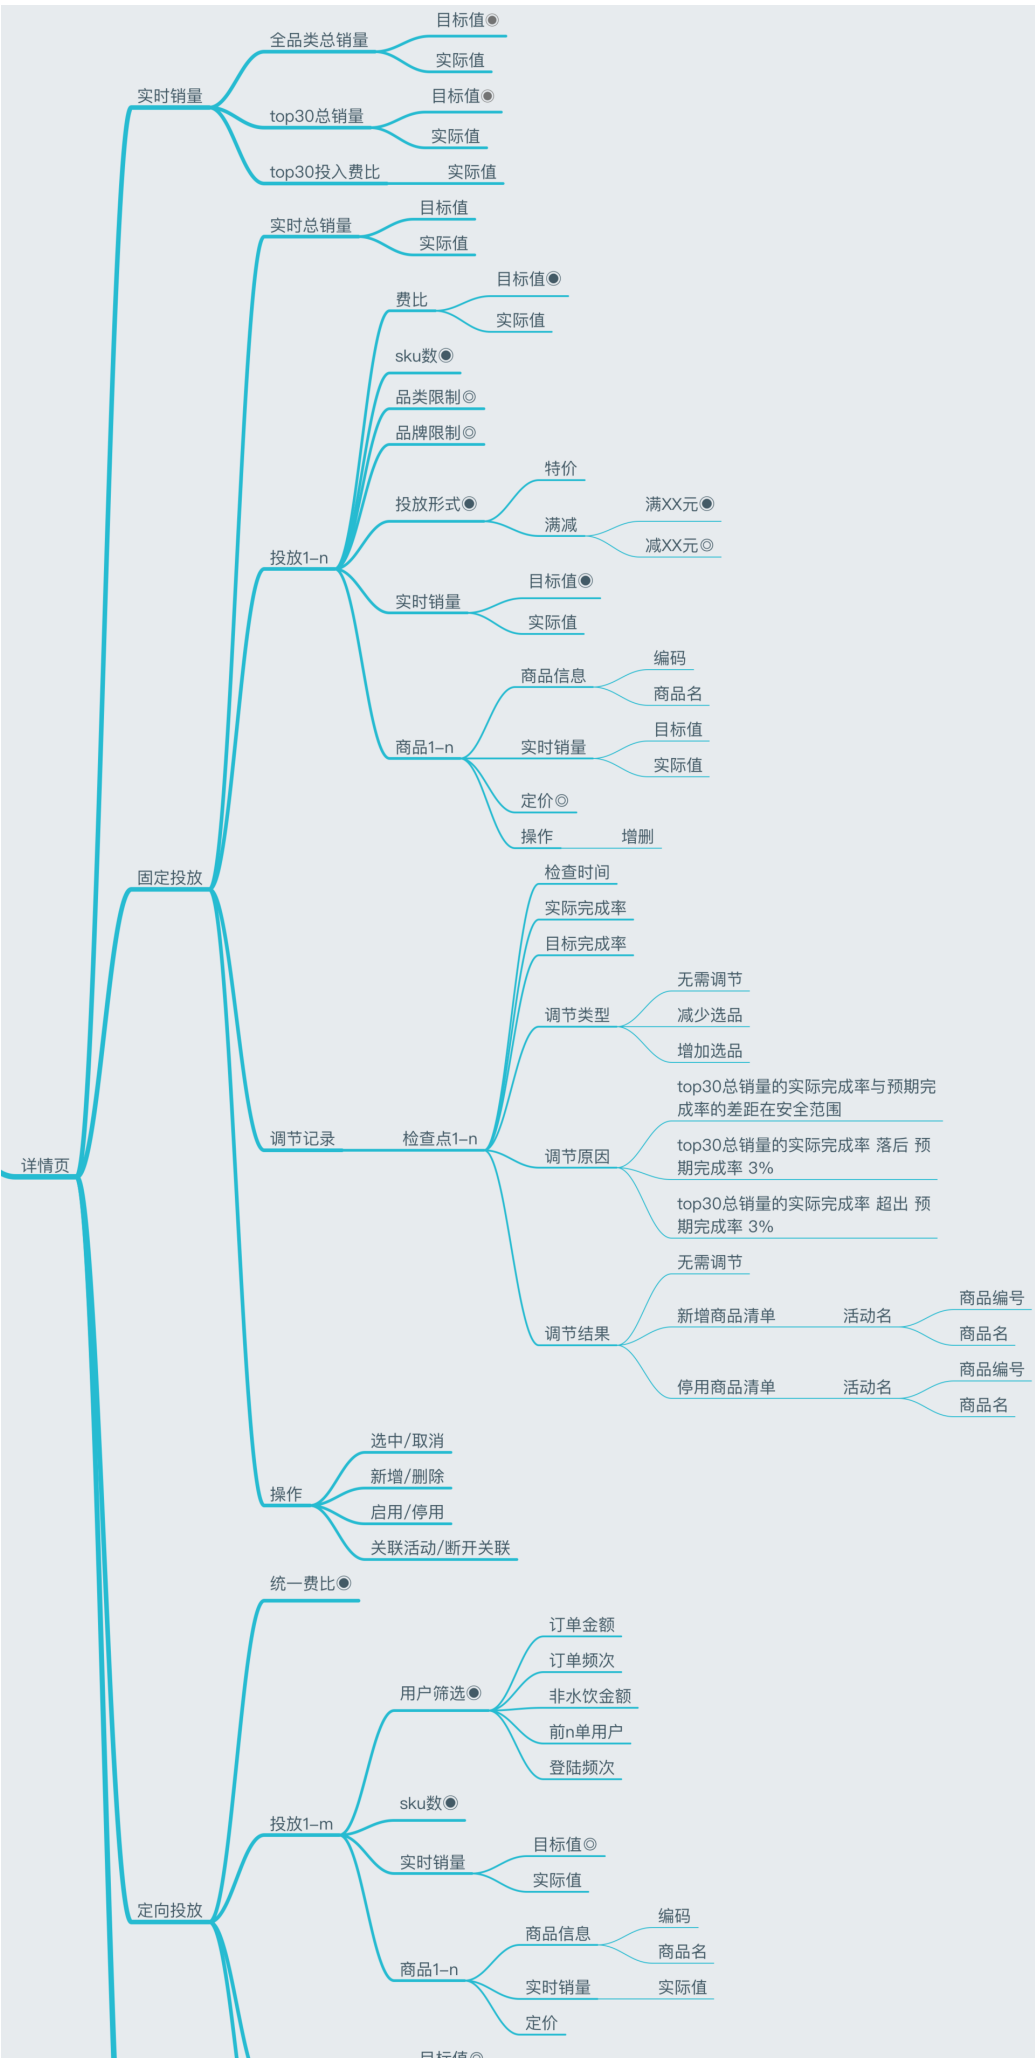 目标值◉
全品类总销量
实际值
实时销量
目标值◉
top30总销量
实际值
top30投入费比
实际值
目标值
实时总销量
实际值
目标值◉
费比
实际值
sku数◉
品类限制◎
品牌限制◎
特价
投放形式◉
满XX元◉
满减
减XX元◎
投放1-n
目标值◉
实时销量
实际值
编码
商品信息
商品名
目标值
商品1-n
实时销量
实际值
定价◎
操作
增删
固定投放
检查时间
实际完成率
目标完成率
无需调节
调节类型
减少选品
增加选品
top30总销量的实际完成率与预期完
成率的差距在安全范围
调节记录
检查点1-n
调节原因
top30总销量的实际完成率 落后 预
期完成率 3%
详情页
top30总销量的实际完成率 超出 预
期完成率 3%
无需调节
商品编号
新增商品清单
活动名
商品名
调节结果
商品编号
停用商品清单
活动名
商品名
选中/取消
新增/删除
操作
启用/停用
关联活动/断开关联
统一费比◉
订单金额
订单频次
用户筛选◉
非水饮金额
前n单用户
登陆频次
sku数◉
投放1-m
目标值◎
实时销量
实际值
定向投放
编码
商品信息
商品名
商品1-n
实时销量
实际值
定价
目标值◎